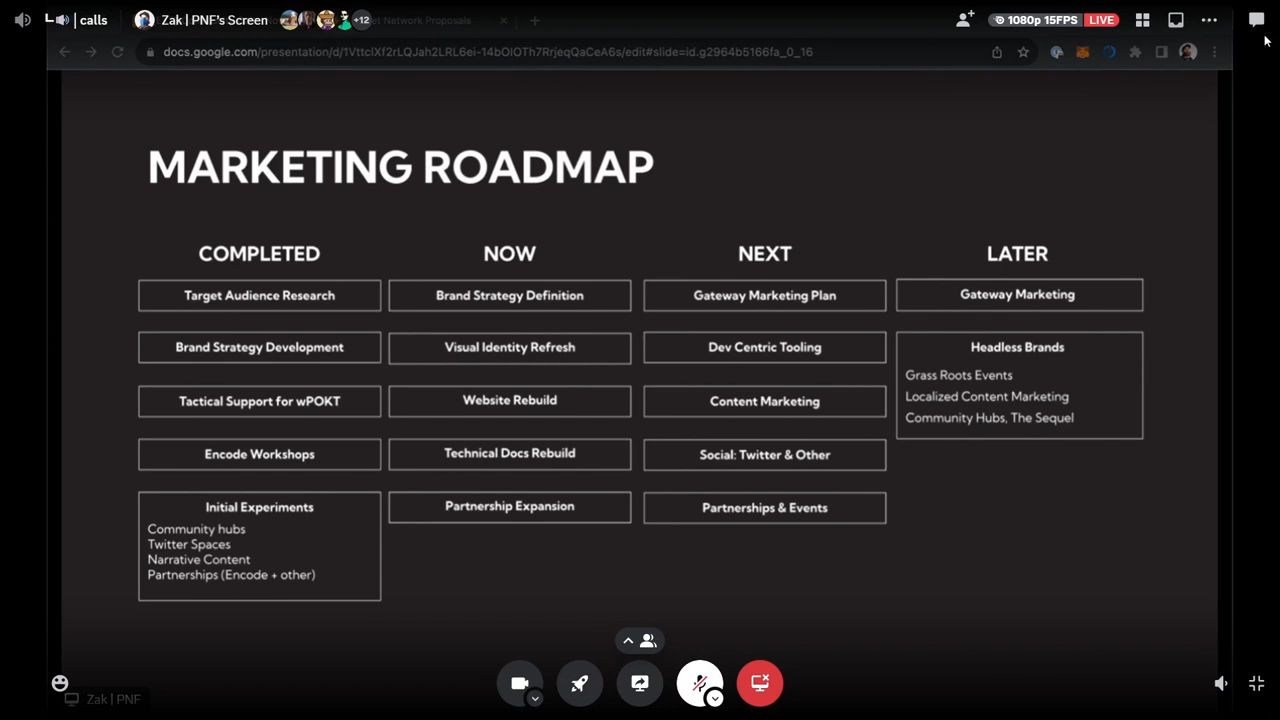 calls
Zak | PNF's Screen
+12
et Network Proposals
1080p 15FPS
LIVE
docs.google.com/presentation/d/1VttclXf2rLQJah2LRL6ei-14bOlOTh7RrjeqQaCeA6s/edit#slide=id.g2964b5166fa_0_16
MARKETING ROADMAP
COMPLETED
Target Audience Research
Brand Strategy Development
Tactical Support for wPOKT
Encode Workshops
Initial Experiments
Community hubs
Twitter Spaces
Narrative Content
Partnerships (Encode + other)
NOW
Brand Strategy Definition
Visual Identity Refresh
Website Rebuild
Technical Docs Rebuild
Partnership Expansion
NEXT
Gateway Marketing Plan
Dev Centric Tooling
Content Marketing
Social: Twitter & Other
Partnerships & Events
LATER
Gateway Marketing
Headless Brands
Grass Roots Events
Localized Content Marketing
Community Hubs, The Sequel
Zak | PNF